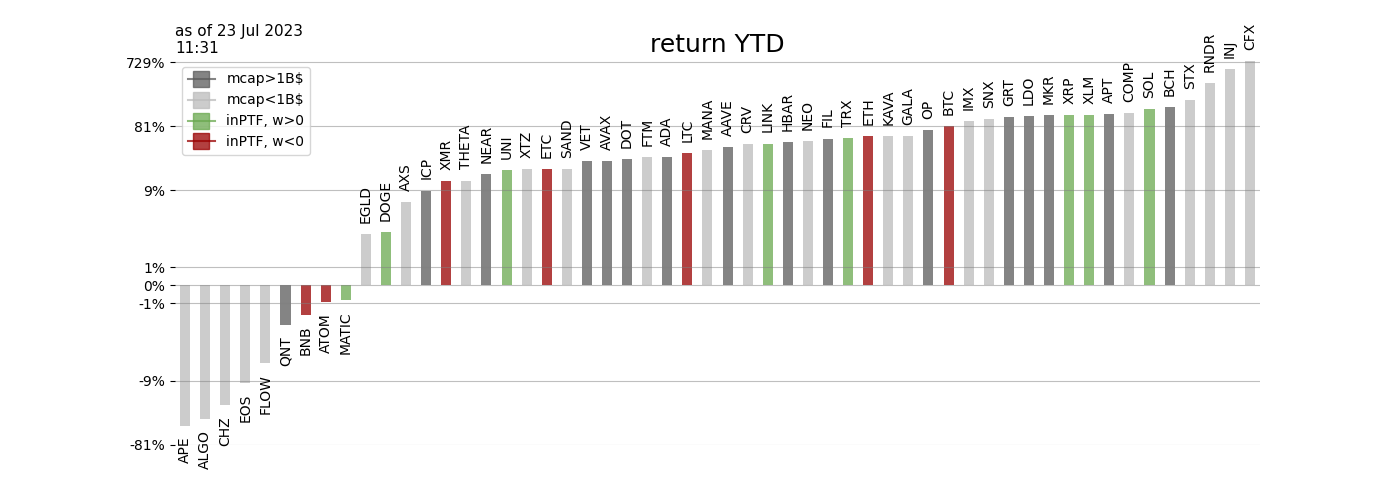 as of 23 Jul 2023
11:31
return YTD
729%
81%
9%
1%
0%
-1%
-9%
-81%
mcap>1B$
mcap<1B$
inPTF, w>0
inPTF, w<0
APE
ALGO
CHZ
EOS
FLOW
QNT
BNB
ATOM
MATIC
EGLD
DOGE
AXS
ICP
XMR
THETA
NEAR
UNI
XTZ
ETC
SAND
VET
AVAX
DOT
FTM
ADA
LTC
MANA
AAVE
CRV
LINK
HBAR
NEO
FIL
TRX
ETH
KAVA
GALA
OP
BTC
IMX
SNX
GRT
LDO
MKR
XRP
XLM
APT
COMP
SOL
BCH
STX
RNDR
INJ
CFX